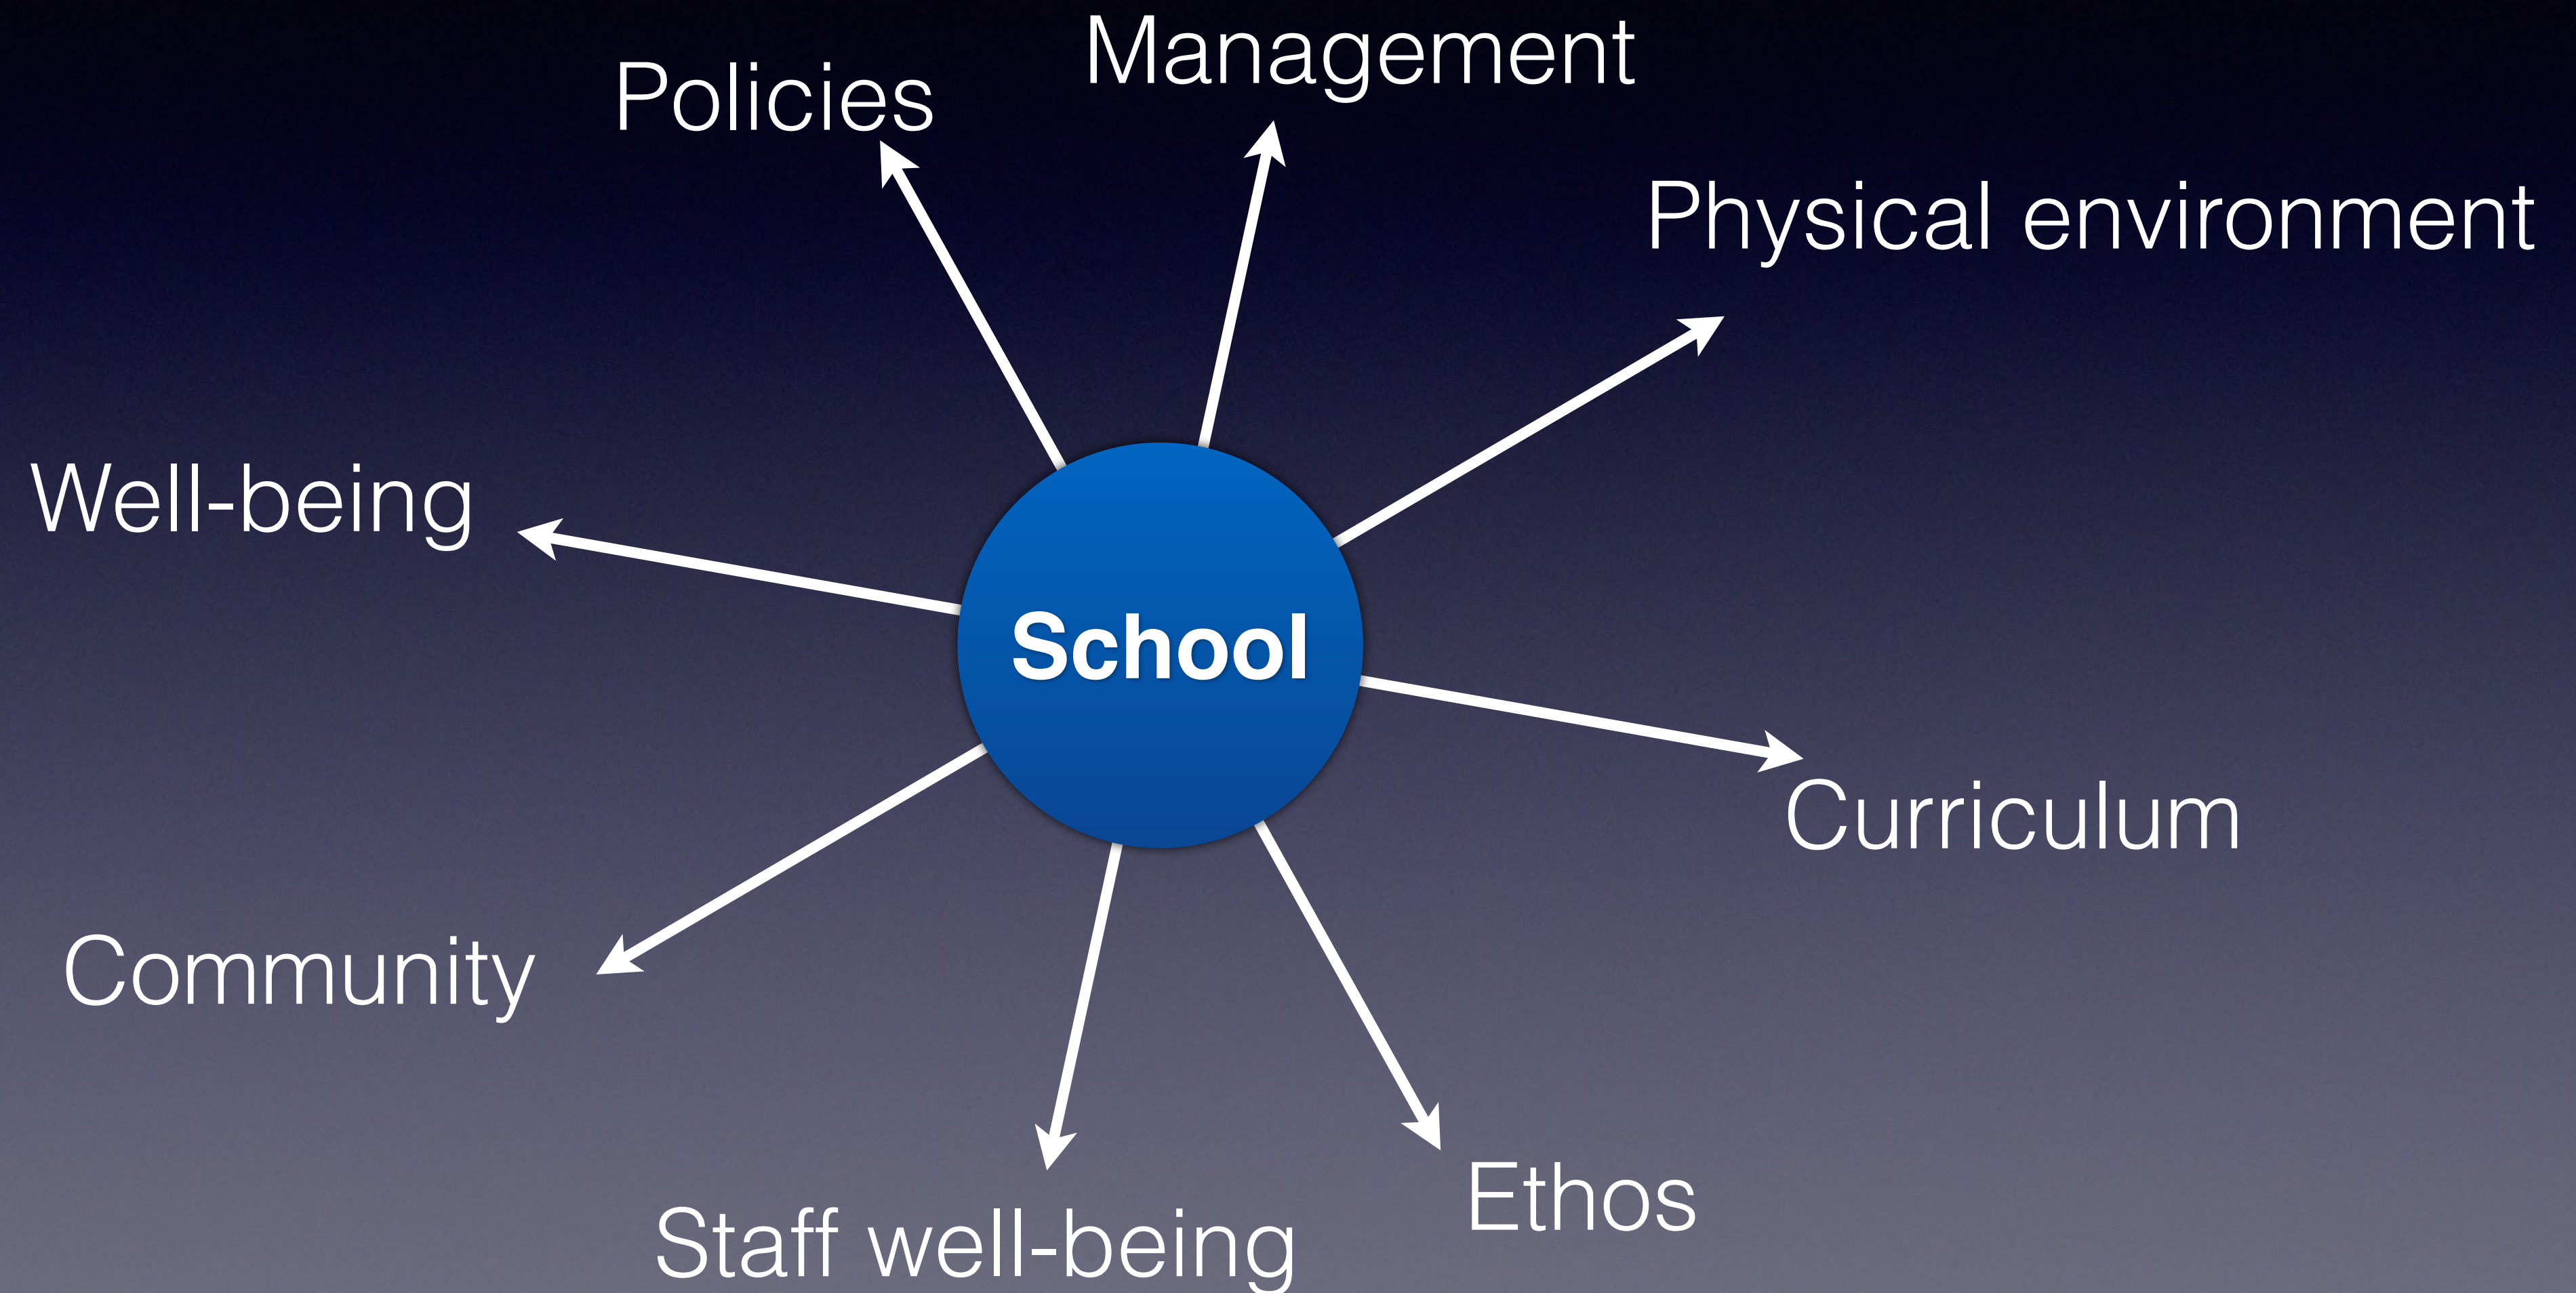 Management
Policies
Physical environment
Well-being
School
Curriculum
Community
Ethos
Staff well-being